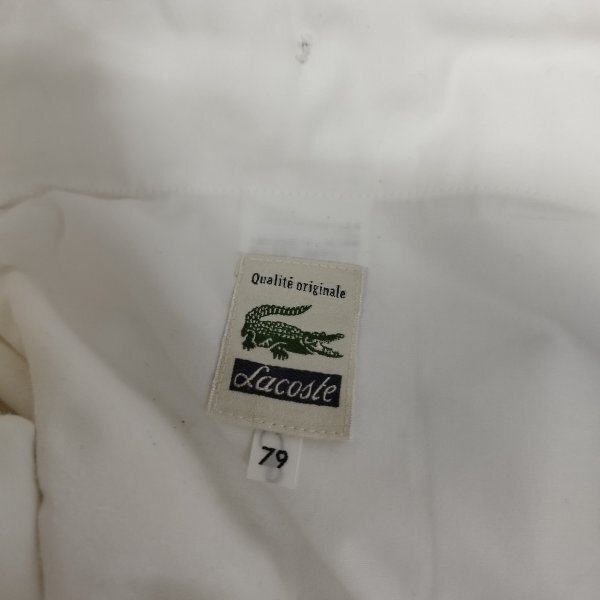 Qualité originale
Lacoste
79